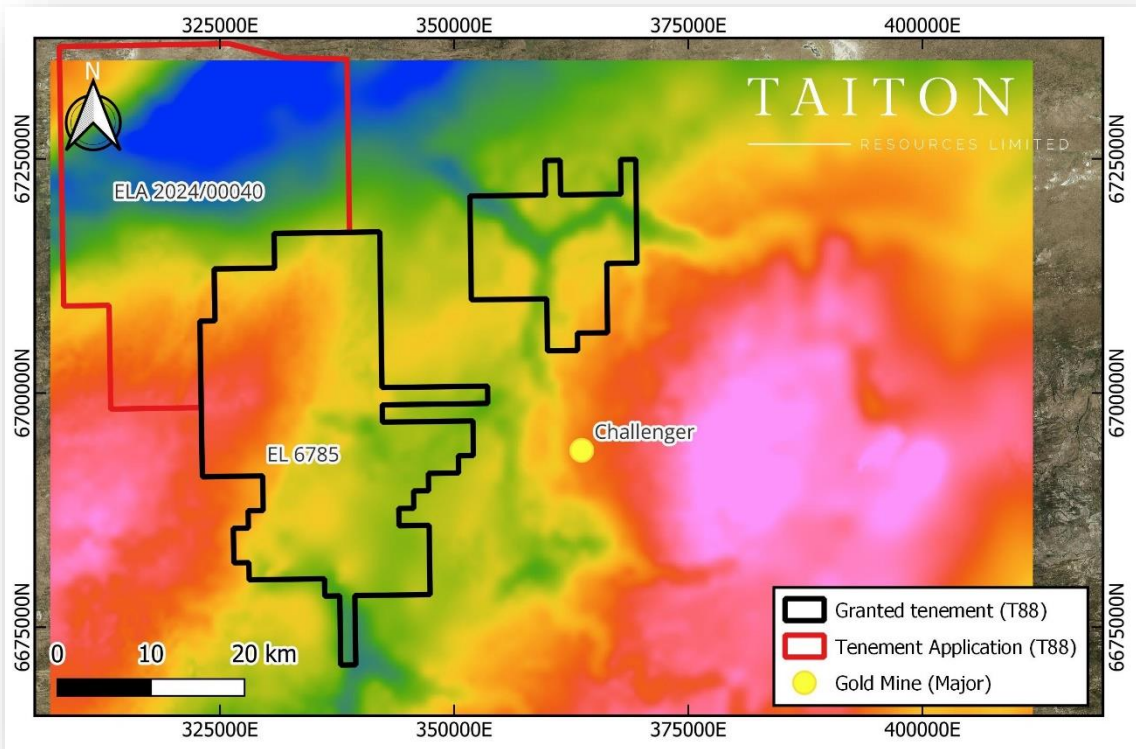 325000E 350000E 375000E 400000E
N
TAITON
RESOURCES LIMITED
6725000N 6725000N
ELA 2024/00040
6700000N 6700000N
Challenger
EL 6785
6675000N 6675000N
Granted tenement (T88)
Tenement Application (T88)
Gold Mine (Major)
0 10 20 km
325000E 350000E 375000E 400000E